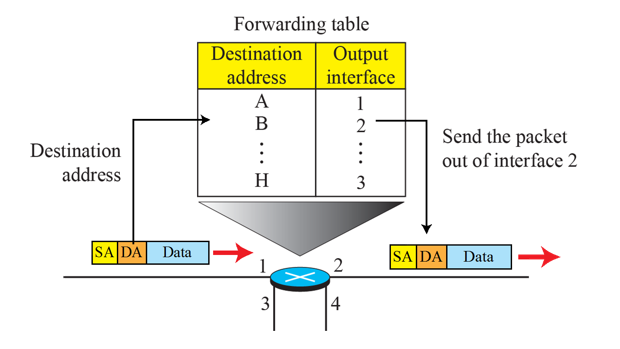 Forwarding table
Destination address
Output interface
A 1
B 2
⋮ ⋮
H 3
Destination
address
Send the packet
out of interface 2
SA DA Data
SA DA Data
1 2
3 4